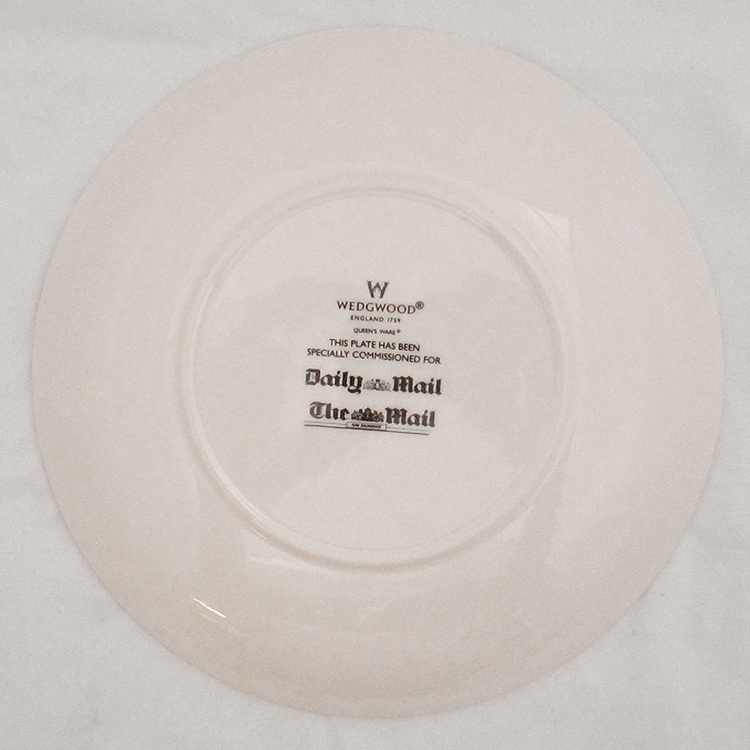 W
WEDGWOOD®
ENGLAND 1759
QUEEN'S WARE®
THIS PLATE HAS BEEN
SPECIALLY COMMISSIONED FOR
Daily Mail
The Mail
ON SUNDAY